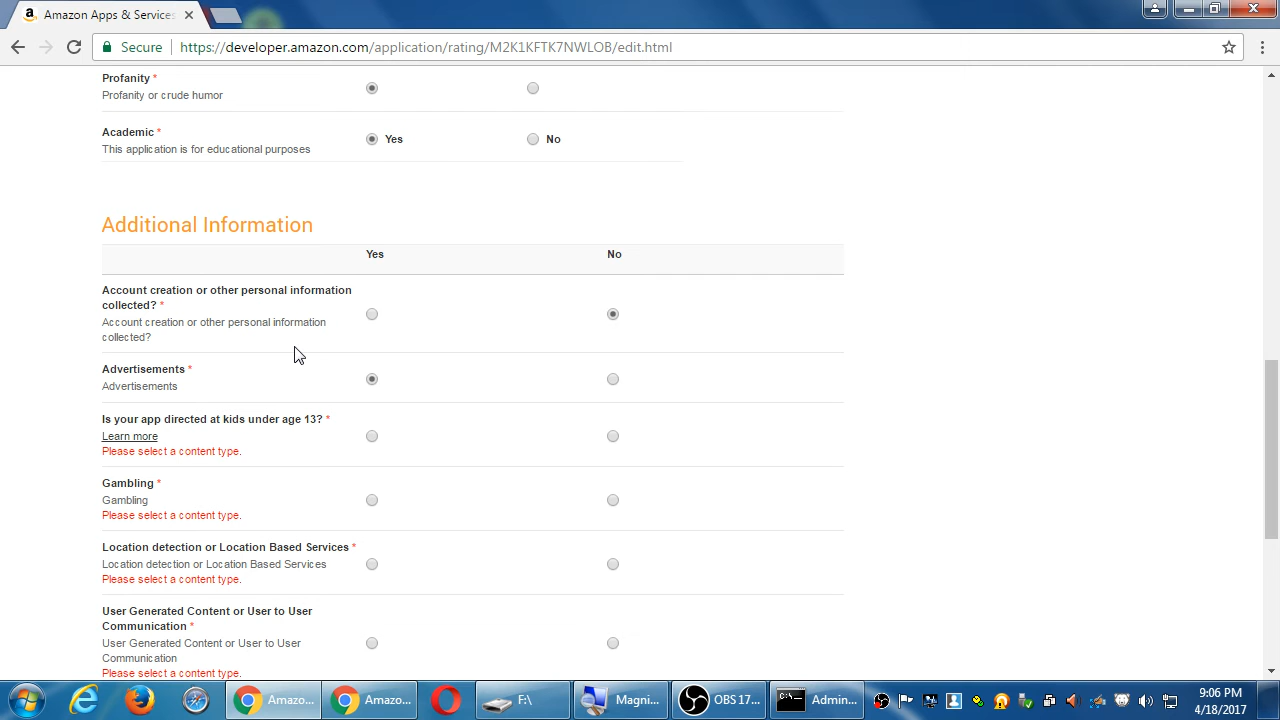 Amazon Apps & Services
Secure
https://developer.amazon.com/application/rating/M2K1KFTK7NWLOB/edit.html
Profanity *
Profanity or crude humor
Academic *
This application is for educational purposes
Yes
No
Additional Information
Yes
No
Account creation or other personal information
collected? *
Account creation or other personal information
collected?
Advertisements *
Advertisements
Is your app directed at kids under age 13? *
Learn more
Please select a content type.
Gambling *
Gambling
Please select a content type.
Location detection or Location Based Services *
Location detection or Location Based Services
Please select a content type.
User Generated Content or User to User
Communication *
User Generated Content or User to User
Communication
Please select a content type.
Amazo...
Amazo...
F:\
Magni...
OBS 17...
Admin...
9:06 PM
4/18/2017